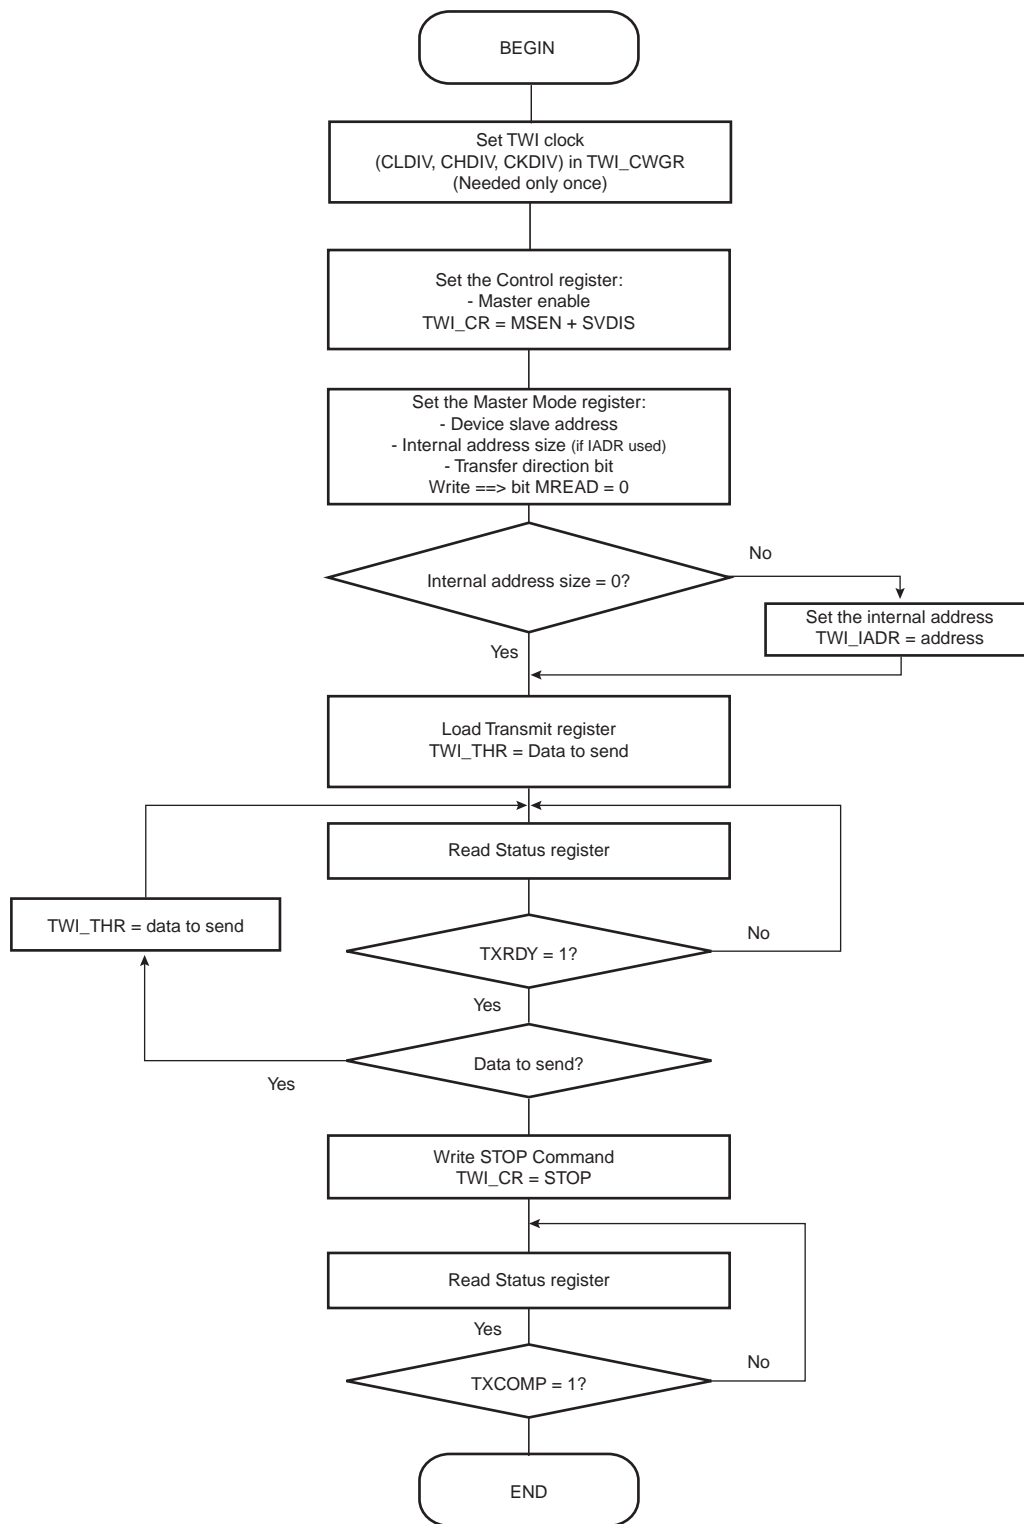 BEGIN
Set TWI clock
(CLDIV, CHDIV, CKDIV) in TWI_CWGR
(Needed only once)
Set the Control register:
- Master enable
TWI_CR = MSEN + SVDIS
Set the Master Mode register:
- Device slave address
- Internal address size (if IADR used)
- Transfer direction bit
Write ==> bit MREAD = 0
No
Internal address size = 0?
Set the internal address
TWI_IADR = address
Yes
Load Transmit register
TWI_THR = Data to send
Read Status register
TWI_THR = data to send
No
TXRDY = 1?
Yes
Data to send?
Yes
Write STOP Command
TWI_CR = STOP
Read Status register
Yes
No
TXCOMP = 1?
END